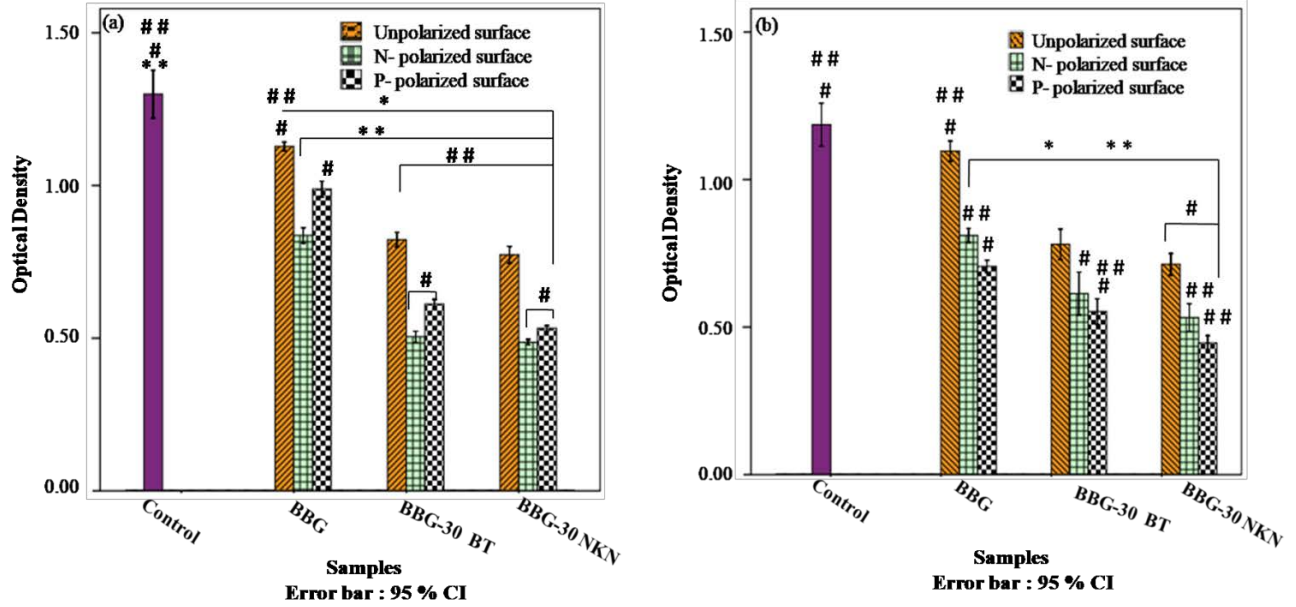 (a)
1.50
1.00
0.50
0.00
Optical Density
Unpolarized surface
N- polarized surface
P- polarized surface
# #
#
* *
# #
#
*
* *
# #
#
#
#
Control
BBG
BBG-30 BT
BBG-30 NKN
Samples
Error bar : 95 % CI
(b)
1.50
1.00
0.50
0.00
Optical Density
Unpolarized surface
N- polarized surface
P- polarized surface
# #
#
# #
#
* * *
#
# #
#
#
# #
#
# #
# #
Control
BBG
BBG-30 BT
BBG-30 NKN
Samples
Error bar : 95 % CI